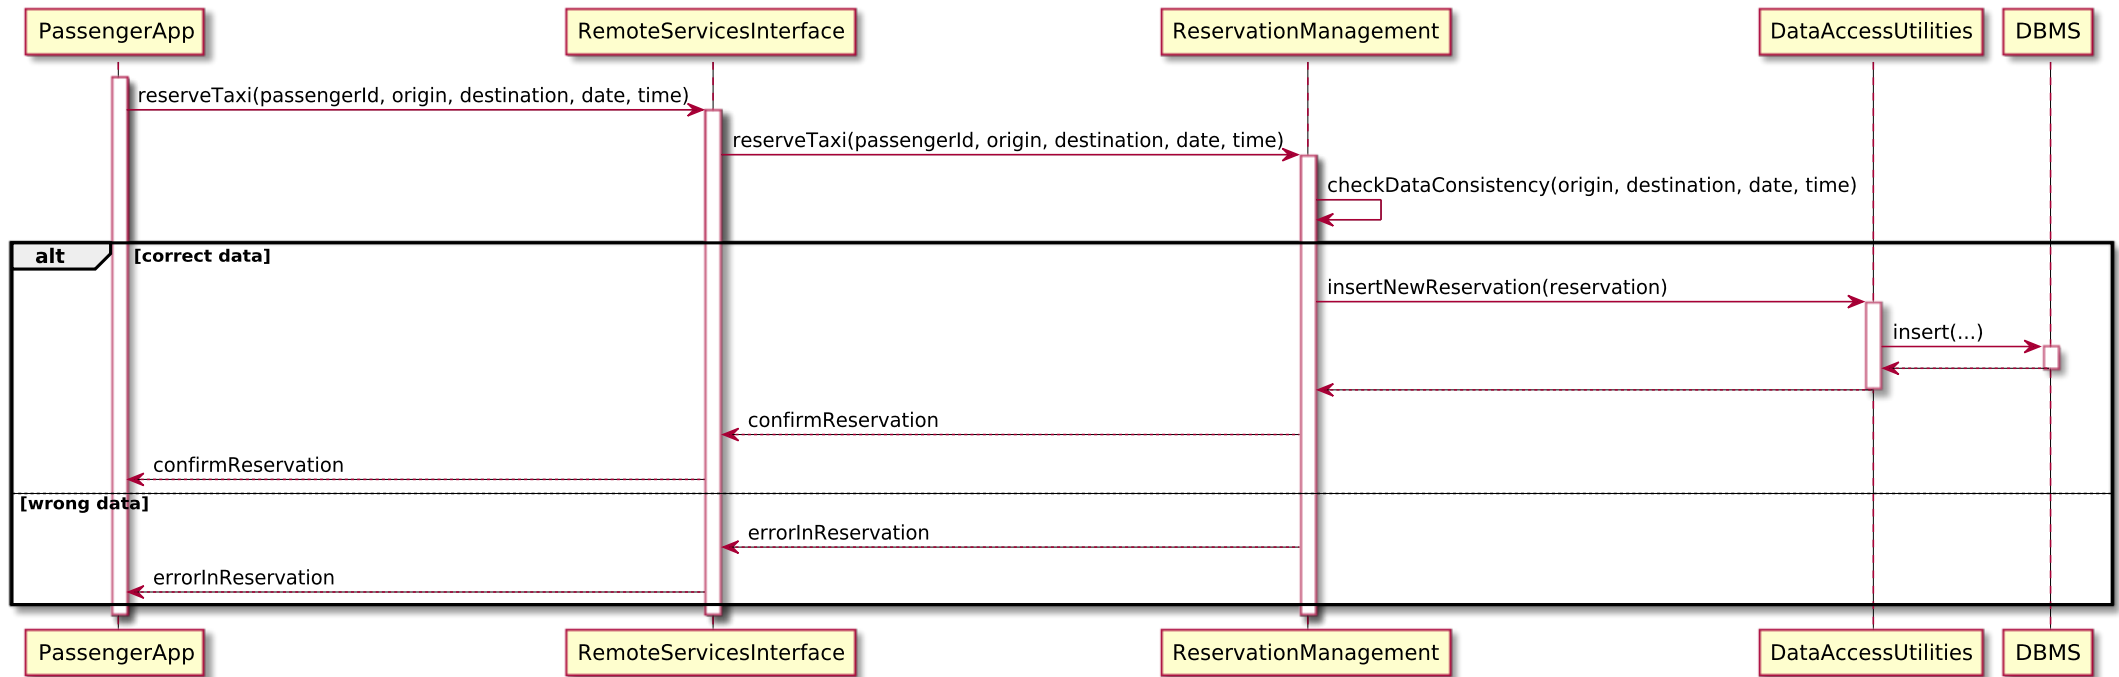 PassengerApp RemoteServicesInterface ReservationManagement DataAccessUtilities DBMS
reserveTaxi(passengerId, origin, destination, date, time)
reserveTaxi(passengerId, origin, destination, date, time)
checkDataConsistency(origin, destination, date, time)
alt [correct data]
insertNewReservation(reservation)
insert(...)
confirmReservation
confirmReservation
[wrong data]
errorInReservation
errorInReservation
PassengerApp RemoteServicesInterface ReservationManagement DataAccessUtilities DBMS